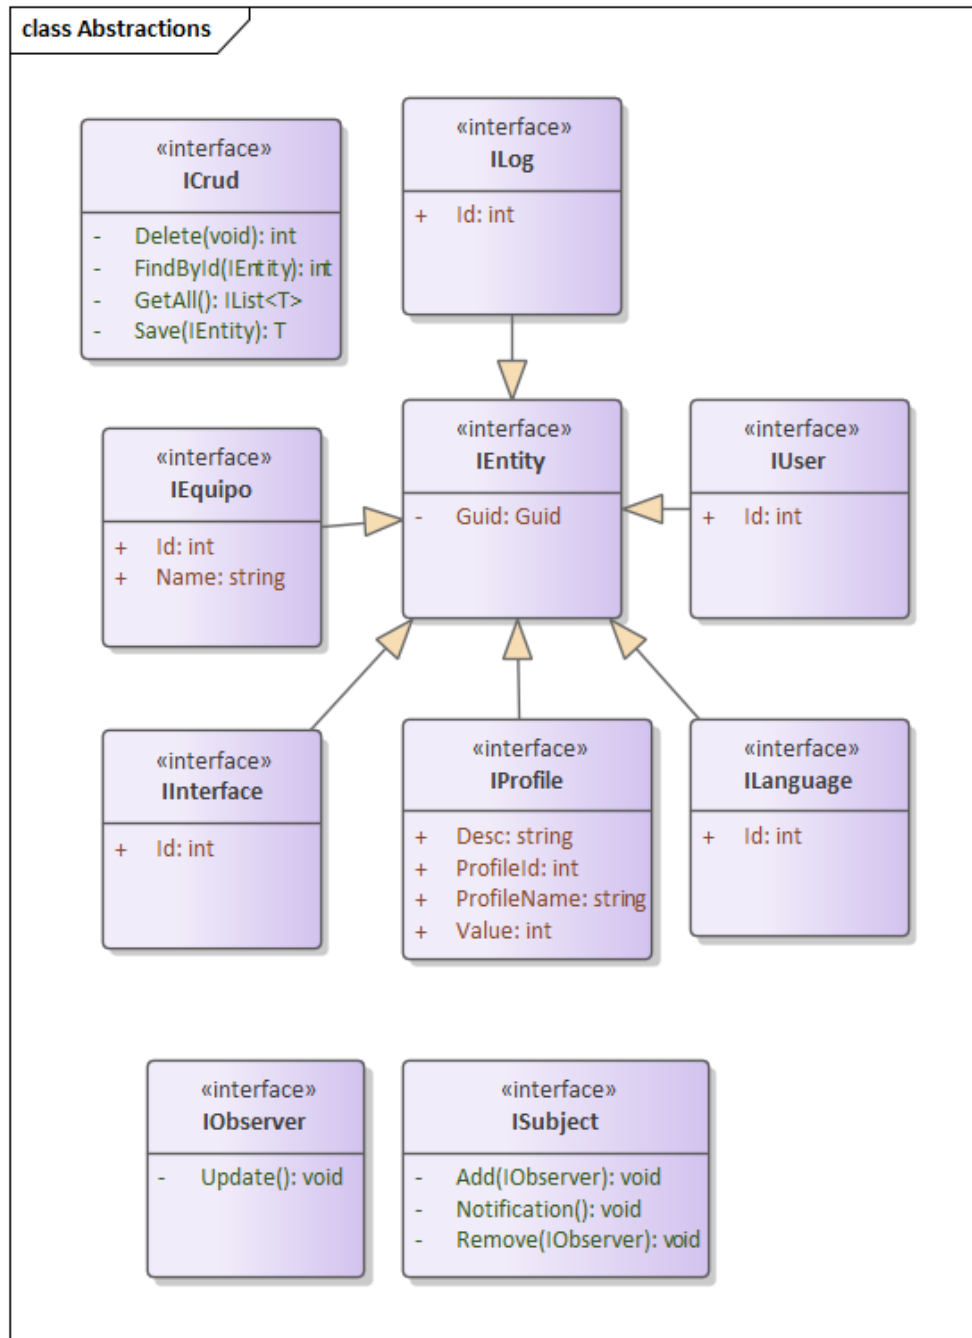 class Abstractions
«interface»
ICrud
- Delete(void): int
- FindById(IEntity): int
- GetAll(): IList<T>
- Save(IEntity): T
«interface»
ILog
+ Id: int
«interface»
IEquipo
+ Id: int
+ Name: string
«interface»
IEntity
- Guid: Guid
«interface»
IUser
+ Id: int
«interface»
IInterface
+ Id: int
«interface»
IProfile
+ Desc: string
+ ProfileId: int
+ ProfileName: string
+ Value: int
«interface»
ILanguage
+ Id: int
«interface»
IObserver
- Update(): void
«interface»
ISubject
- Add(IObserver): void
- Notification(): void
- Remove(IObserver): void